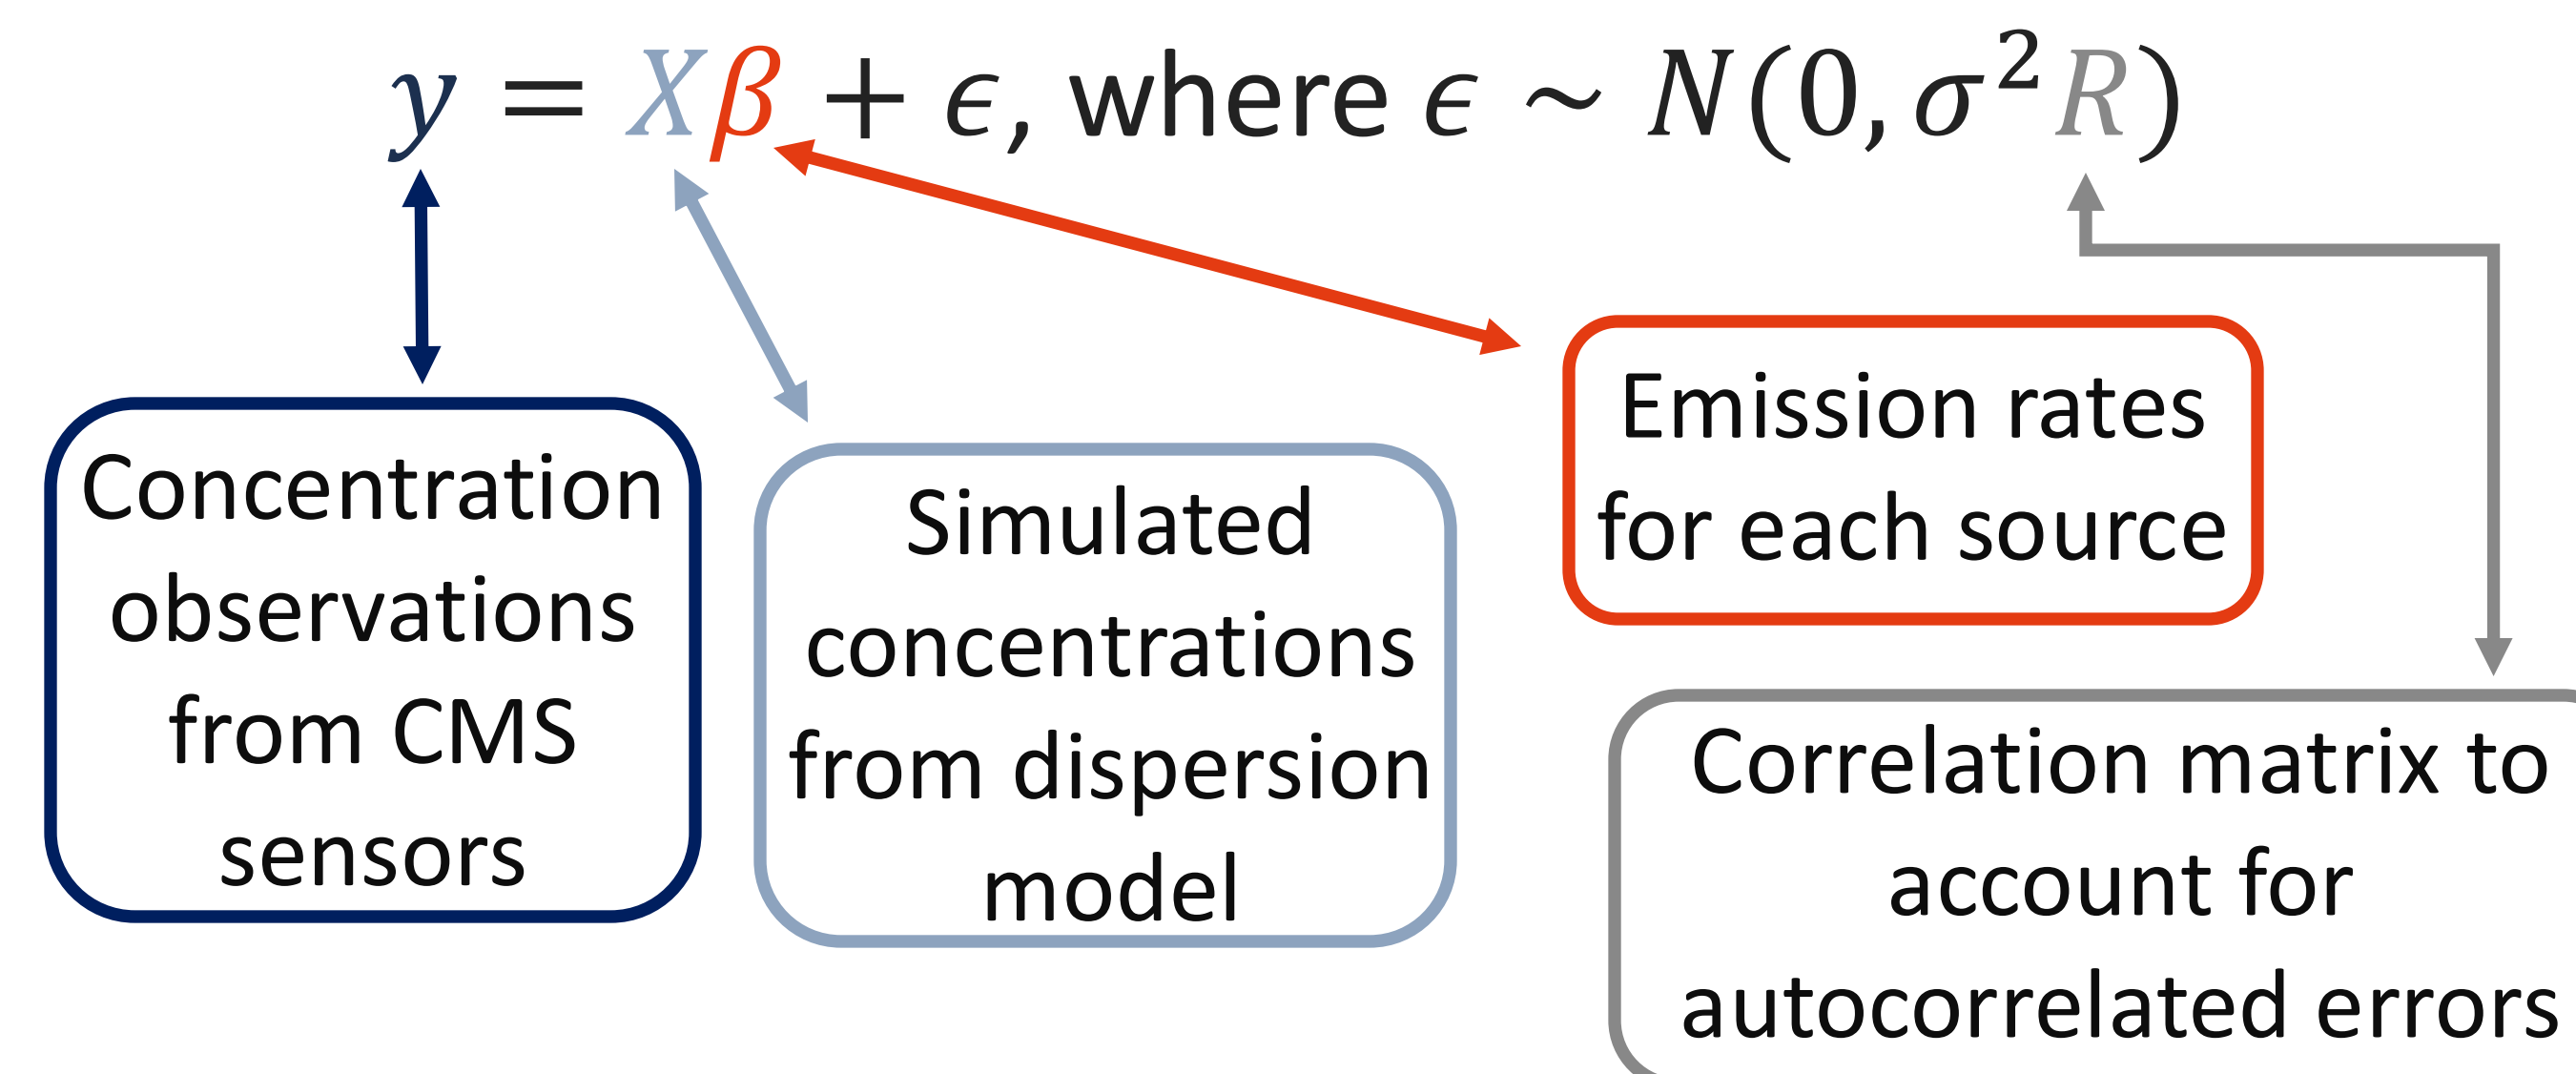 y = Xβ + ϵ, where ϵ ~ N(0, σ²R)
Concentration
observations
from CMS
sensors
Simulated
concentrations
from dispersion
model
Emission rates
for each source
Correlation matrix to
account for
autocorrelated errors